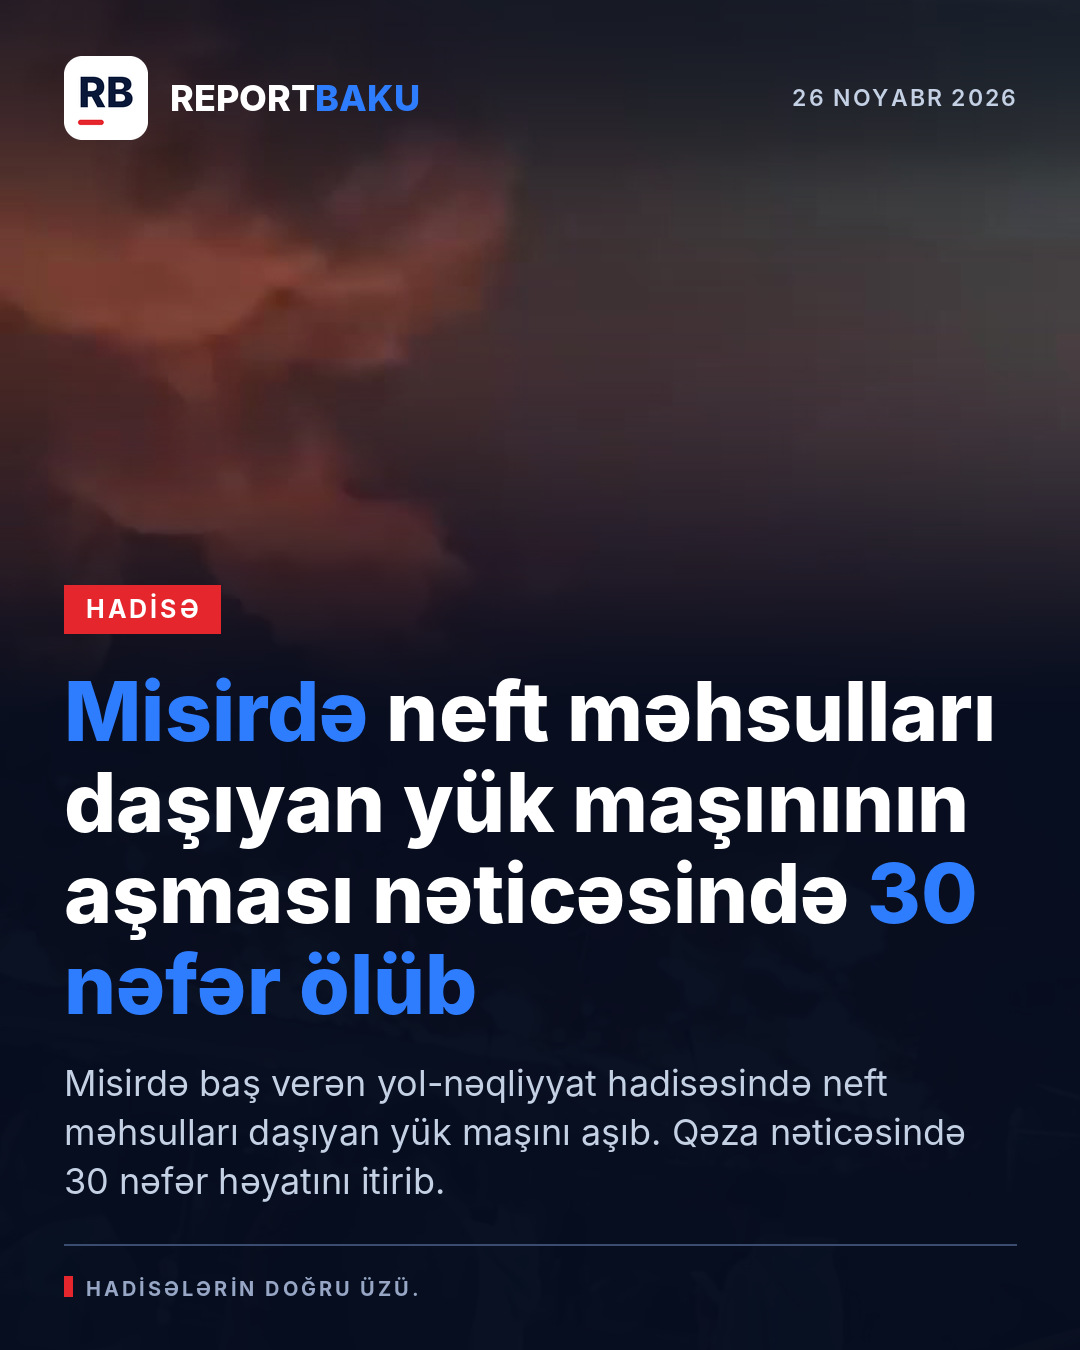 RB
REPORTBAKU
26 NOYABR 2026
HADİSƏ
Misirdə neft məhsulları
daşıyan yük maşınının
aşması nəticəsində 30
nəfər ölüb
Misirdə baş verən yol-nəqliyyat hadisəsində neft
məhsulları daşıyan yük maşını aşıb. Qəza nəticəsində
30 nəfər həyatını itirib.
HADİSƏLƏRİN DOĞRU ÜZÜ.